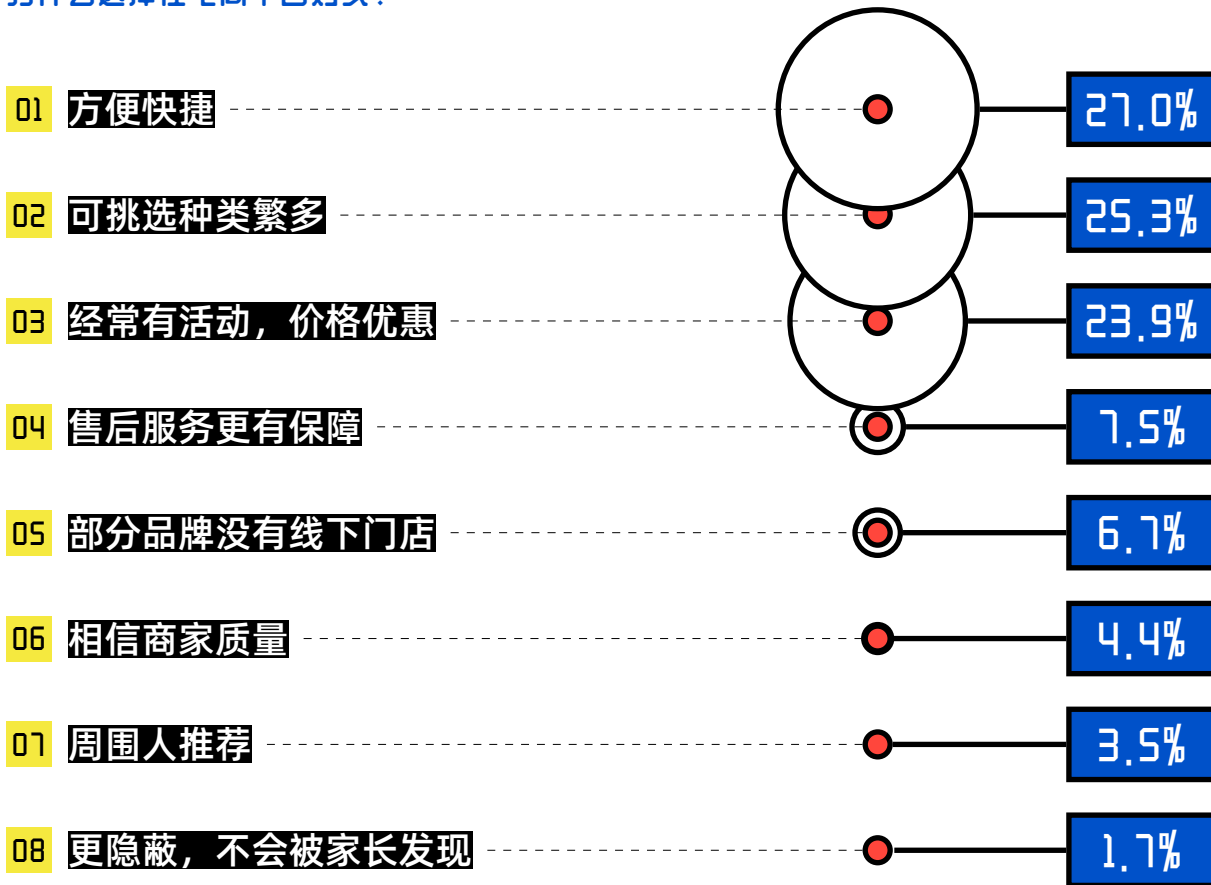 01 方便快捷 27.0%
02 可挑选种类繁多 25.3%
03 经常有活动，价格优惠 23.9%
04 售后服务更有保障 7.5%
05 部分品牌没有线下门店 6.7%
06 相信商家质量 4.4%
07 周围人推荐 3.5%
08 更隐蔽，不会被家长发现 1.7%